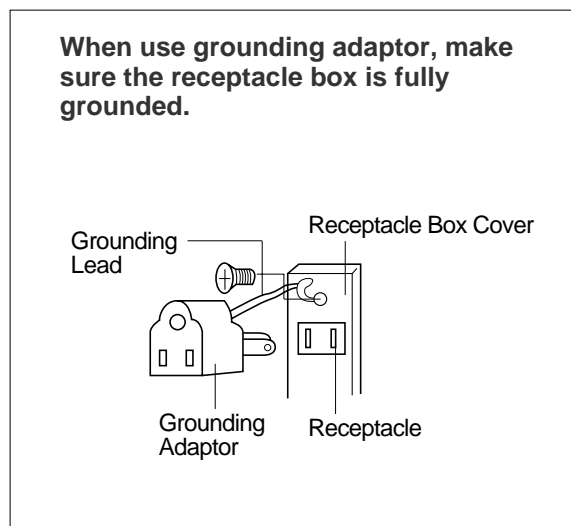 When use grounding adaptor, make
sure the receptacle box is fully
grounded.
Grounding
Lead
Receptacle Box Cover
Grounding
Adaptor
Receptacle